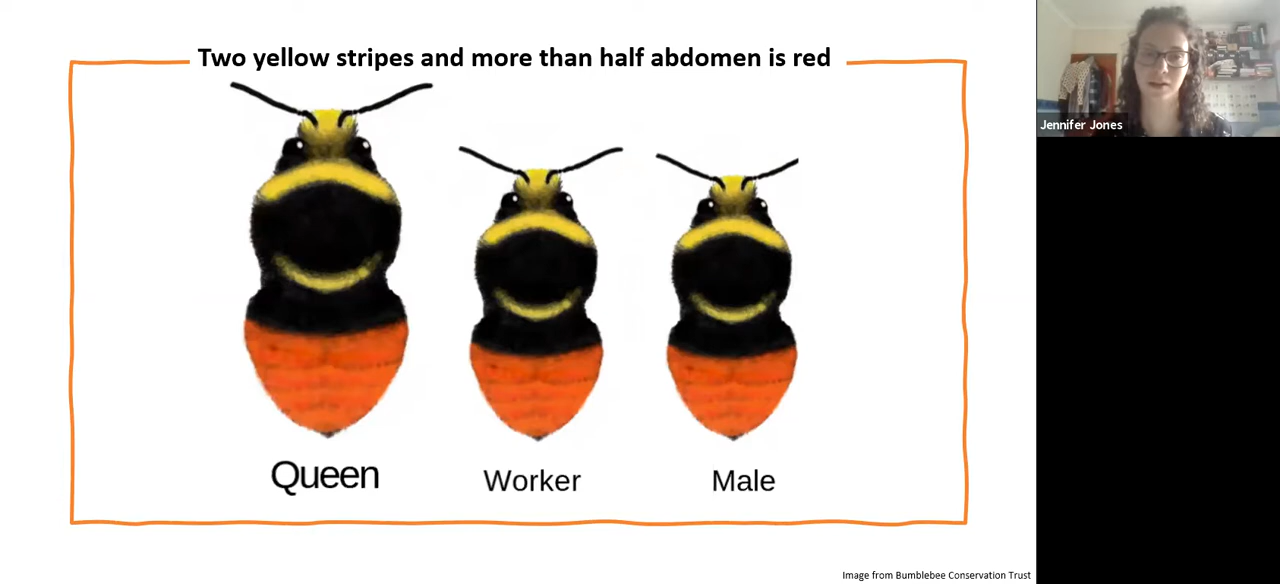 Two yellow stripes and more than half abdomen is red
Jennifer Jones
Queen
Worker
Male
Image from Bumblebee Conservation Trust